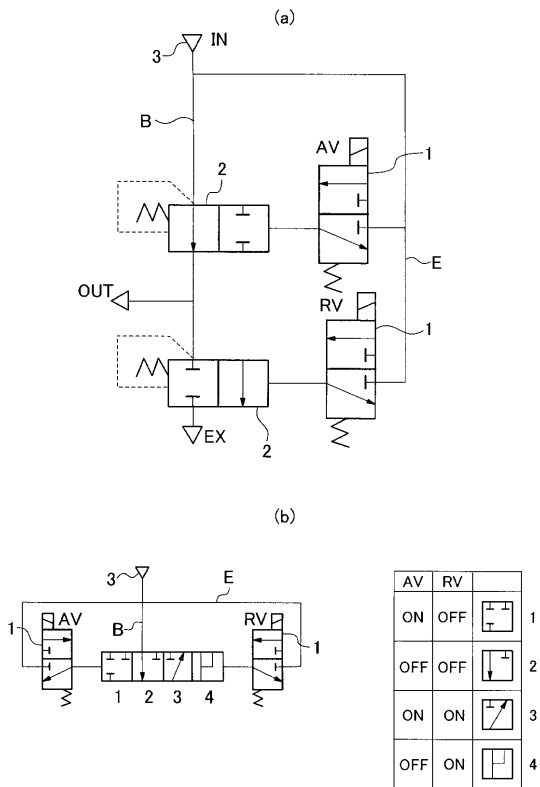 (a)
3 IN
B
AV
1
2
E
OUT
RV
1
EX
2
(b)
3
E
1 AV
B
RV 1
1 2 3 4
AV RV
ON OFF 1
OFF OFF 2
ON ON 3
OFF ON 4